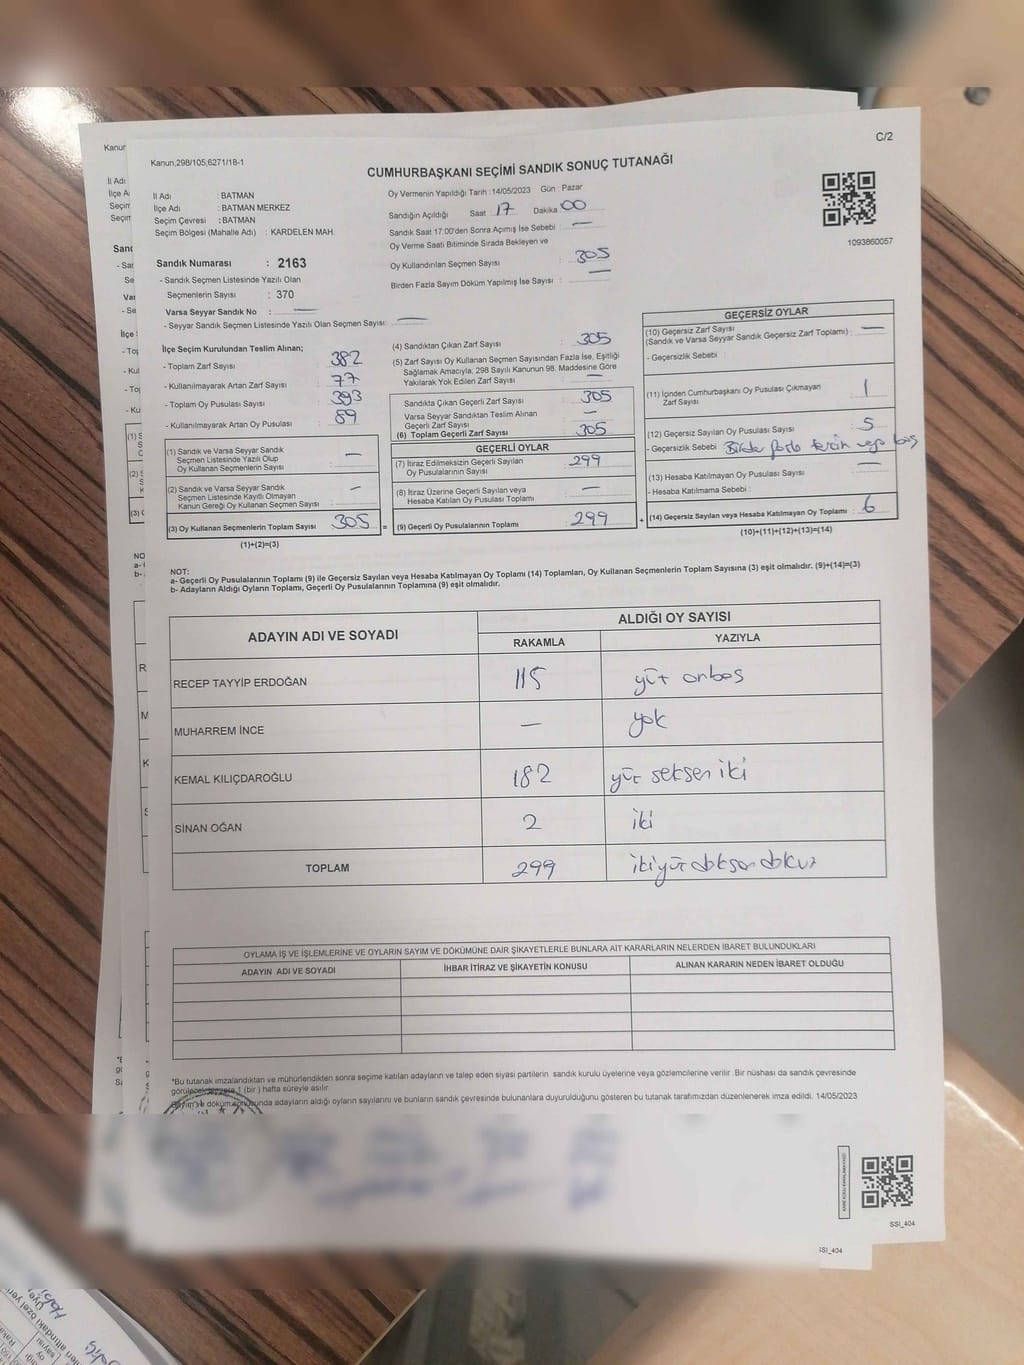 C/2
Kanun,298/105,6271/18-1
CUMHURBAŞKANI SEÇİMİ SANDIK SONUÇ TUTANAĞI
İl Adı : BATMAN
İlçe Adı : BATMAN MERKEZ
Seçim Çevresi : BATMAN
Seçim Bölgesi (Mahalle Adı) : KARDELEN MAH.
Oy Vermenin Yapıldığı Tarih : 14/05/2023 Gün : Pazar
Sandığın Açıldığı Saat : 17 Dakika : 00
Sandık Saat 17:00'den Sonra Açımış İse Sebebi : —
Oy Verme Saati Bitiminde Sırada Bekleyen ve
Oy Kullandırılan Seçmen Sayısı : 305
Birden Fazla Sayım Döküm Yapılmış İse Sayısı : —
1093860057
Sandık Numarası : 2163
- Sandık Seçmen Listesinde Yazılı Olan
Seçmenlerin Sayısı : 370
Varsa Seyyar Sandık No : —
- Seyyar Sandık Seçmen Listesinde Yazılı Olan Seçmen Sayısı: —
İlçe Seçim Kurulundan Teslim Alınan;
- Toplam Zarf Sayısı : 382
- Kullanılmayarak Artan Zarf Sayısı : 77
- Toplam Oy Pusulası Sayısı : 393
- Kullanılmayarak Artan Oy Pusulası : 89
(1) Sandık ve Varsa Seyyar Sandık
Seçmen Listesinde Yazılı Olup
Oy Kullanan Seçmenlerin Sayısı : —
(2) Sandık ve Varsa Seyyar Sandık
Seçmen Listesinde Kayıtlı Olmayan
Kanun Gereği Oy Kullanan Seçmen Sayısı : —
(3) Oy Kullanan Seçmenlerin Toplam Sayısı 305 =
(1)+(2)=(3)
(4) Sandıktan Çıkan Zarf Sayısı : 305
(5) Zarf Sayısı Oy Kullanan Seçmen Sayısından Fazla İse, Eşitliği
Sağlamak Amacıyla; 298 Sayılı Kanunun 98. Maddesine Göre
Yakılarak Yok Edilen Zarf Sayısı : —
Sandıkta Çıkan Geçerli Zarf Sayısı : 305
Varsa Seyyar Sandıktan Teslim Alınan
Geçerli Zarf Sayısı : —
(6) Toplam Geçerli Zarf Sayısı : 305
GEÇERLİ OYLAR
(7) İtiraz Edilmeksizin Geçerli Sayılan
Oy Pusulalarının Sayısı : 299
(8) İtiraz Üzerine Geçerli Sayılan veya
Hesaba Katılan Oy Pusulası Toplamı : —
(9) Geçerli Oy Pusulalarının Toplamı : 299 +
GEÇERSİZ OYLAR
(10) Geçersiz Zarf Sayısı
(Sandık ve Varsa Seyyar Sandık Geçersiz Zarf Toplamı) : —
- Geçersizlik Sebebi :
(11) İçinden Cumhurbaşkanı Oy Pusulası Çıkmayan
Zarf Sayısı : 1
(12) Geçersiz Sayılan Oy Pusulası Sayısı : 5
- Geçersizlik Sebebi : Birden fazla tercih veya boş
(13) Hesaba Katılmayan Oy Pusulası Sayısı : —
- Hesaba Katılmama Sebebi :
(14) Geçersiz Sayılan veya Hesaba Katılmayan Oy Toplamı : 6
(10)+(11)+(12)+(13)=(14)
NOT:
a- Geçerli Oy Pusulalarının Toplamı (9) ile Geçersiz Sayılan veya Hesaba Katılmayan Oy Toplamı (14) Toplamları, Oy Kullanan Seçmenlerin Toplam Sayısına (3) eşit olmalıdır. (9)+(14)=(3)
b- Adayların Aldığı Oyların Toplamı, Geçerli Oy Pusulalarının Toplamına (9) eşit olmalıdır.
ADAYIN ADI VE SOYADI ALDIĞI OY SAYISI
RAKAMLA YAZIYLA
RECEP TAYYİP ERDOĞAN 115 yüz onbeş
MUHARREM İNCE — yok
KEMAL KILIÇDAROĞLU 182 yüz seksen iki
SİNAN OĞAN 2 iki
TOPLAM 299 ikiyüz doksan dokuz
OYLAMA İŞ VE İŞLEMLERİNE VE OYLARIN SAYIM VE DÖKÜMÜNE DAİR ŞİKAYETLERLE BUNLARA AİT KARARLARIN NELERDEN İBARET BULUNDUKLARI
ADAYIN ADI VE SOYADI İHBAR İTİRAZ VE ŞİKAYETİN KONUSU ALINAN KARARIN NEDEN İBARET OLDUĞU
*Bu tutanak imzalandıktan ve mühürlendikten sonra seçime katılan adayların ve talep eden siyasi partilerin sandık kurulu üyelerine veya gözlemcilerine verilir .Bir nüshası da sandık çevresinde
görülecek bir yere 1 (bir ) hafta süreyle asılır.
Sayım ve döküm sonucunda adayların aldığı oyların sayılarını ve bunların sandık çevresinde bulunanlara duyurulduğunu gösteren bu tutanak tarafımızdan düzenlenerek imza edildi. 14/05/2023
SSI_404
SSI_404